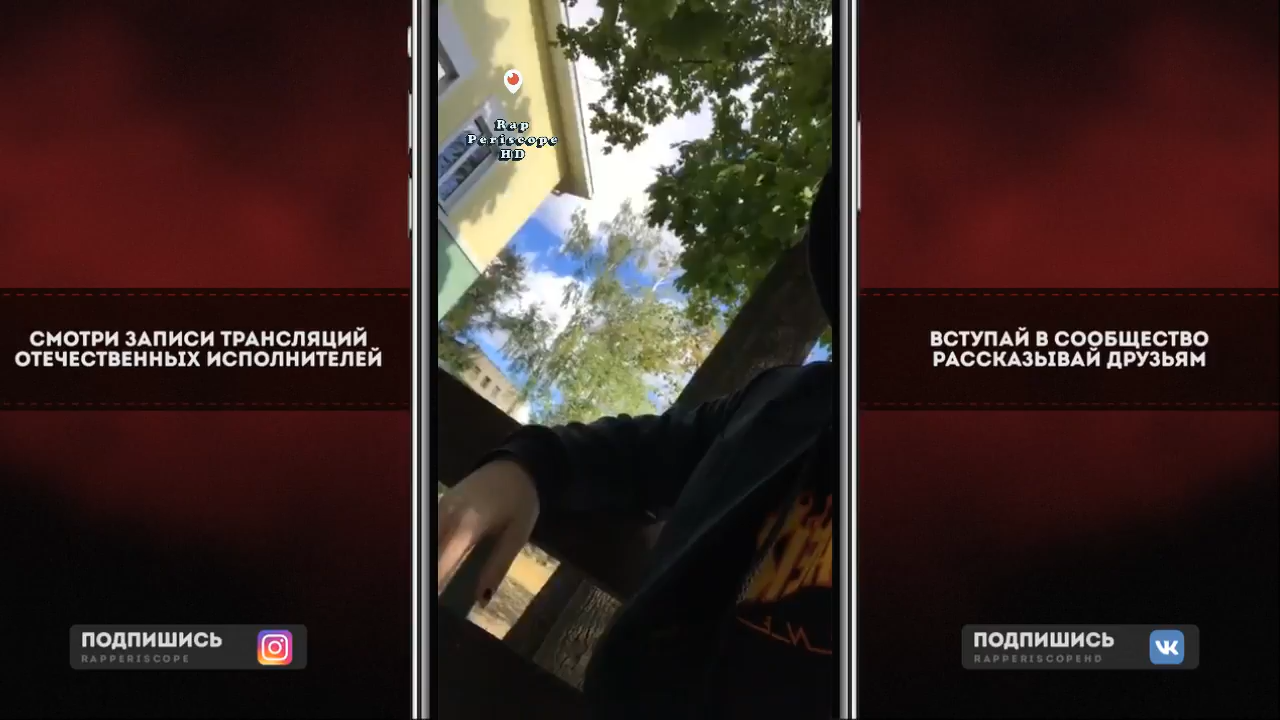 Rap
Periscope
HD
СМОТРИ ЗАПИСИ ТРАНСЛЯЦИЙ
ОТЕЧЕСТВЕННЫХ ИСПОЛНИТЕЛЕЙ
ВСТУПАЙ В СООБЩЕСТВО
РАССКАЗЫВАЙ ДРУЗЬЯМ
ПОДПИШИСЬ
RAPPERISCOPE
ПОДПИШИСЬ
RAPPERISCOPEHD